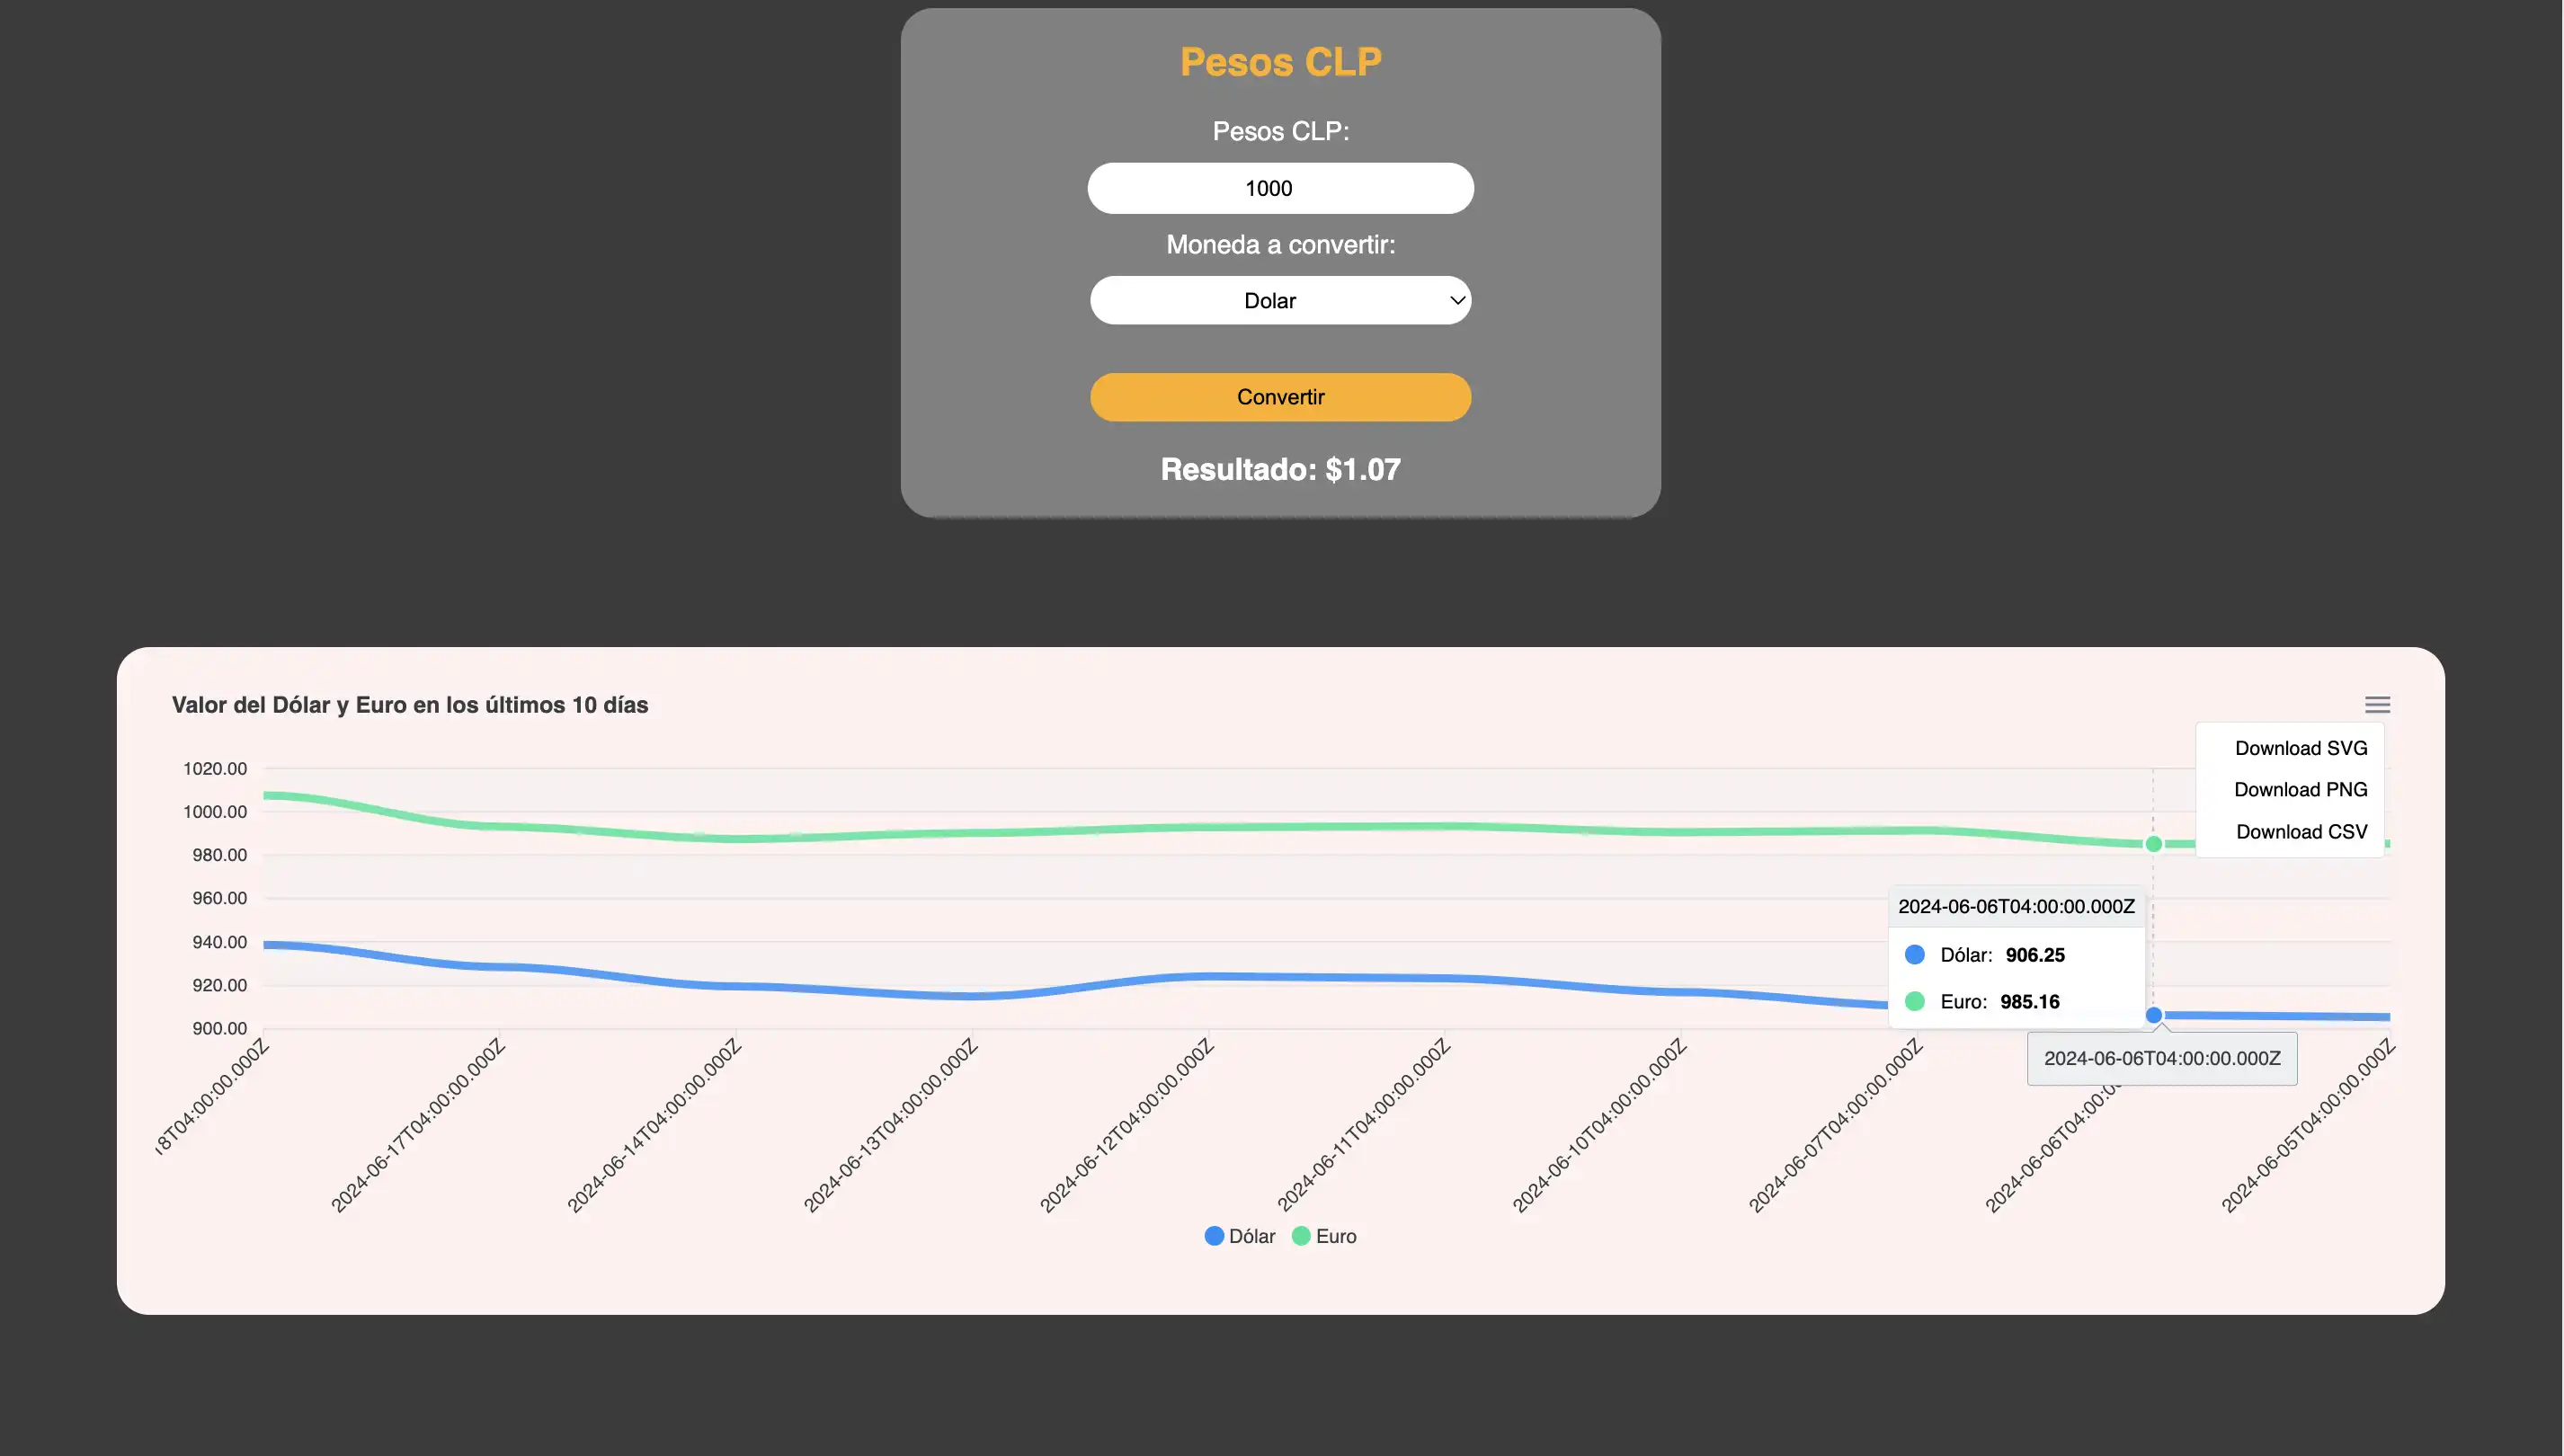 Pesos CLP
Pesos CLP:
1000
Moneda a convertir:
Dolar
Convertir
Resultado: $1.07
Valor del Dólar y Euro en los últimos 10 días
Download SVG
Download PNG
Download CSV
1020.00
1000.00
980.00
960.00
940.00
920.00
900.00
2024-06-06T04:00:00.000Z
Dólar: 906.25
Euro: 985.16
2024-06-06T04:00:00.000Z
18T04:00:00.000Z
2024-06-17T04:00:00.000Z
2024-06-14T04:00:00.000Z
2024-06-13T04:00:00.000Z
2024-06-12T04:00:00.000Z
2024-06-11T04:00:00.000Z
2024-06-10T04:00:00.000Z
2024-06-07T04:00:00.000Z
2024-06-06T04:00:00
2024-06-05T04:00:00.000Z
Dólar
Euro